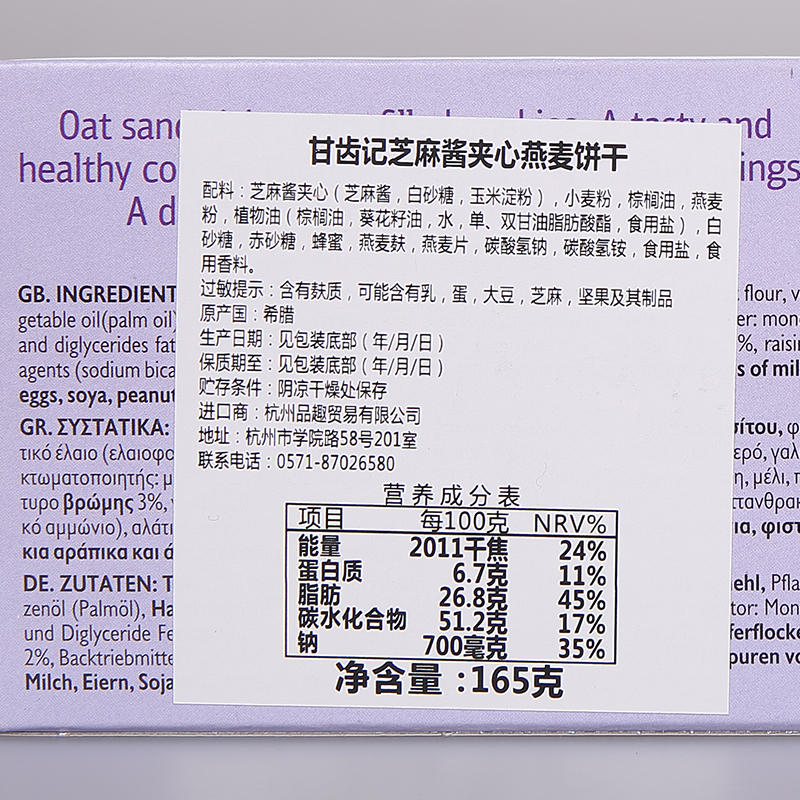 Oat sand
A tasty and
healthy co
ings
A d
甘齿记芝麻酱夹心燕麦饼干
配料：芝麻酱夹心（芝麻酱，白砂糖，玉米淀粉），小麦粉，棕榈油，燕麦
粉，植物油（棕榈油，葵花籽油，水，单、双甘油脂肪酸酯，食用盐），白
砂糖，赤砂糖，蜂蜜，燕麦麸，燕麦片，碳酸氢钠，碳酸氢铵，食用盐，食
用香料。
过敏提示：含有麸质，可能含有乳，蛋，大豆，芝麻，坚果及其制品
原产国：希腊
生产日期：见包装底部（年/月/日）
保质期至：见包装底部（年/月/日）
贮存条件：阴凉干燥处保存
进口商：杭州品趣贸易有限公司
地址：杭州市学院路58号201室
联系电话：0571-87026580
营养成分表
项目 每100克 NRV%
能量 2011千焦 24%
蛋白质 6.7克 11%
脂肪 26.8克 45%
碳水化合物 51.2克 17%
钠 700毫克 35%
净含量：165克
GB. INGREDIENT
getable oil(palm oil)
and diglycerides fat
agents (sodium bica
eggs, soya, peanut
GR. ΣΥΣΤΑΤΙΚΑ:
τικό έλαιο (ελαιοφο
κτωματοποιητής: μ
τυρο βρώμης 3%,
κό αμμώνιο), αλάτι
κια αράπικα και ά
DE. ZUTATEN: T
zenöl (Palmöl), Ha
und Diglyceride Fe
2%, Backtriebmitte
Milch, Eiern, Soja
flour, v
er: mono
%, raisin
s of mil
σίτου, φ
ερό, γαλ
η, μέλι, π
ττανθρακ
ια, φιστ
ehl, Pfla
tor: Mon
ferflocke
puren vo